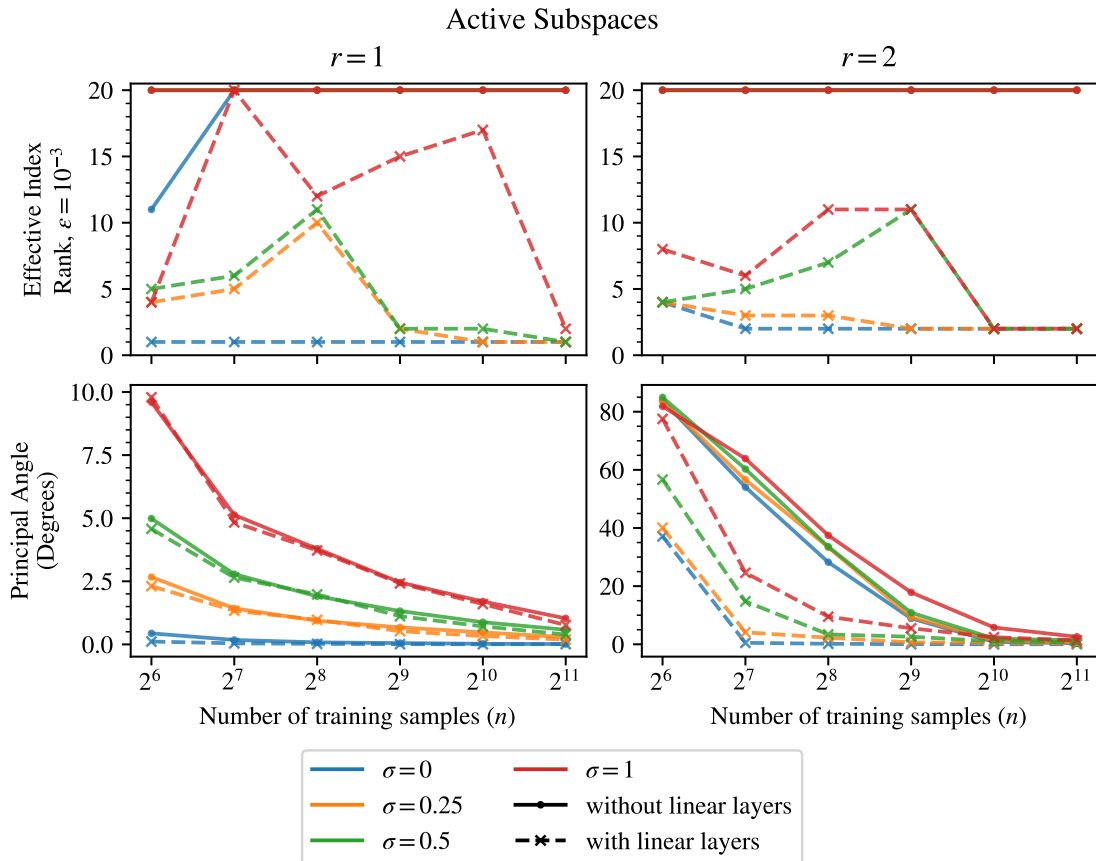 Active Subspaces
r = 1
r = 2
Effective Index
Rank, ε = 10⁻³
20
15
10
5
0
20
15
10
5
0
Principal Angle
(Degrees)
10.0
7.5
5.0
2.5
0.0
80
60
40
20
0
2⁶ 2⁷ 2⁸ 2⁹ 2¹⁰ 2¹¹
2⁶ 2⁷ 2⁸ 2⁹ 2¹⁰ 2¹¹
Number of training samples (n)
Number of training samples (n)
σ = 0
σ = 0.25
σ = 0.5
σ = 1
without linear layers
with linear layers